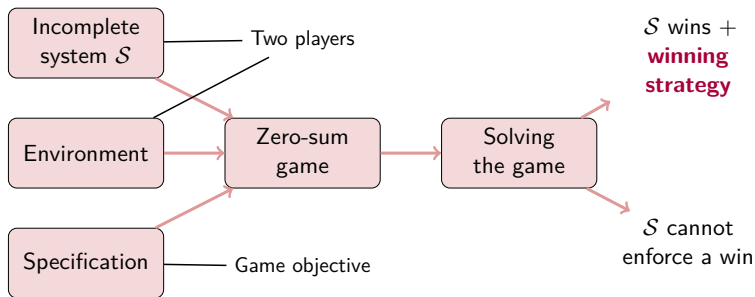 Incomplete
system 𝒮
Two players
Environment
Specification
Game objective
Zero-sum
game
Solving
the game
𝒮 wins +
winning
strategy
𝒮 cannot
enforce a win